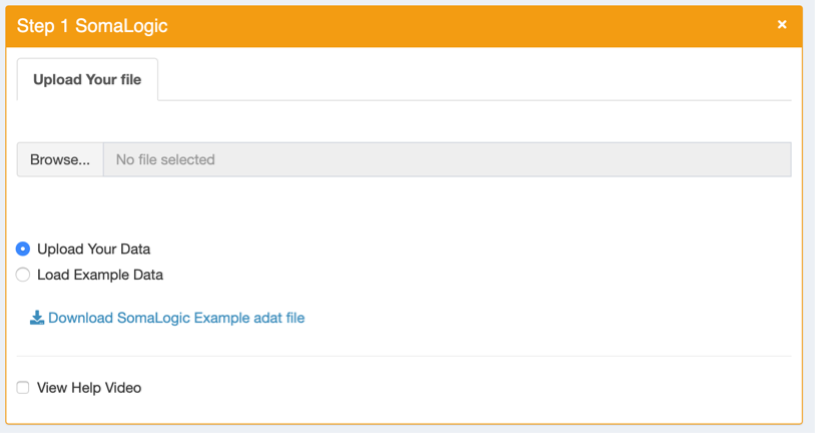 Step 1 SomaLogic
Upload Your file
Browse... No file selected
Upload Your Data
Load Example Data
Download SomaLogic Example adat file
View Help Video